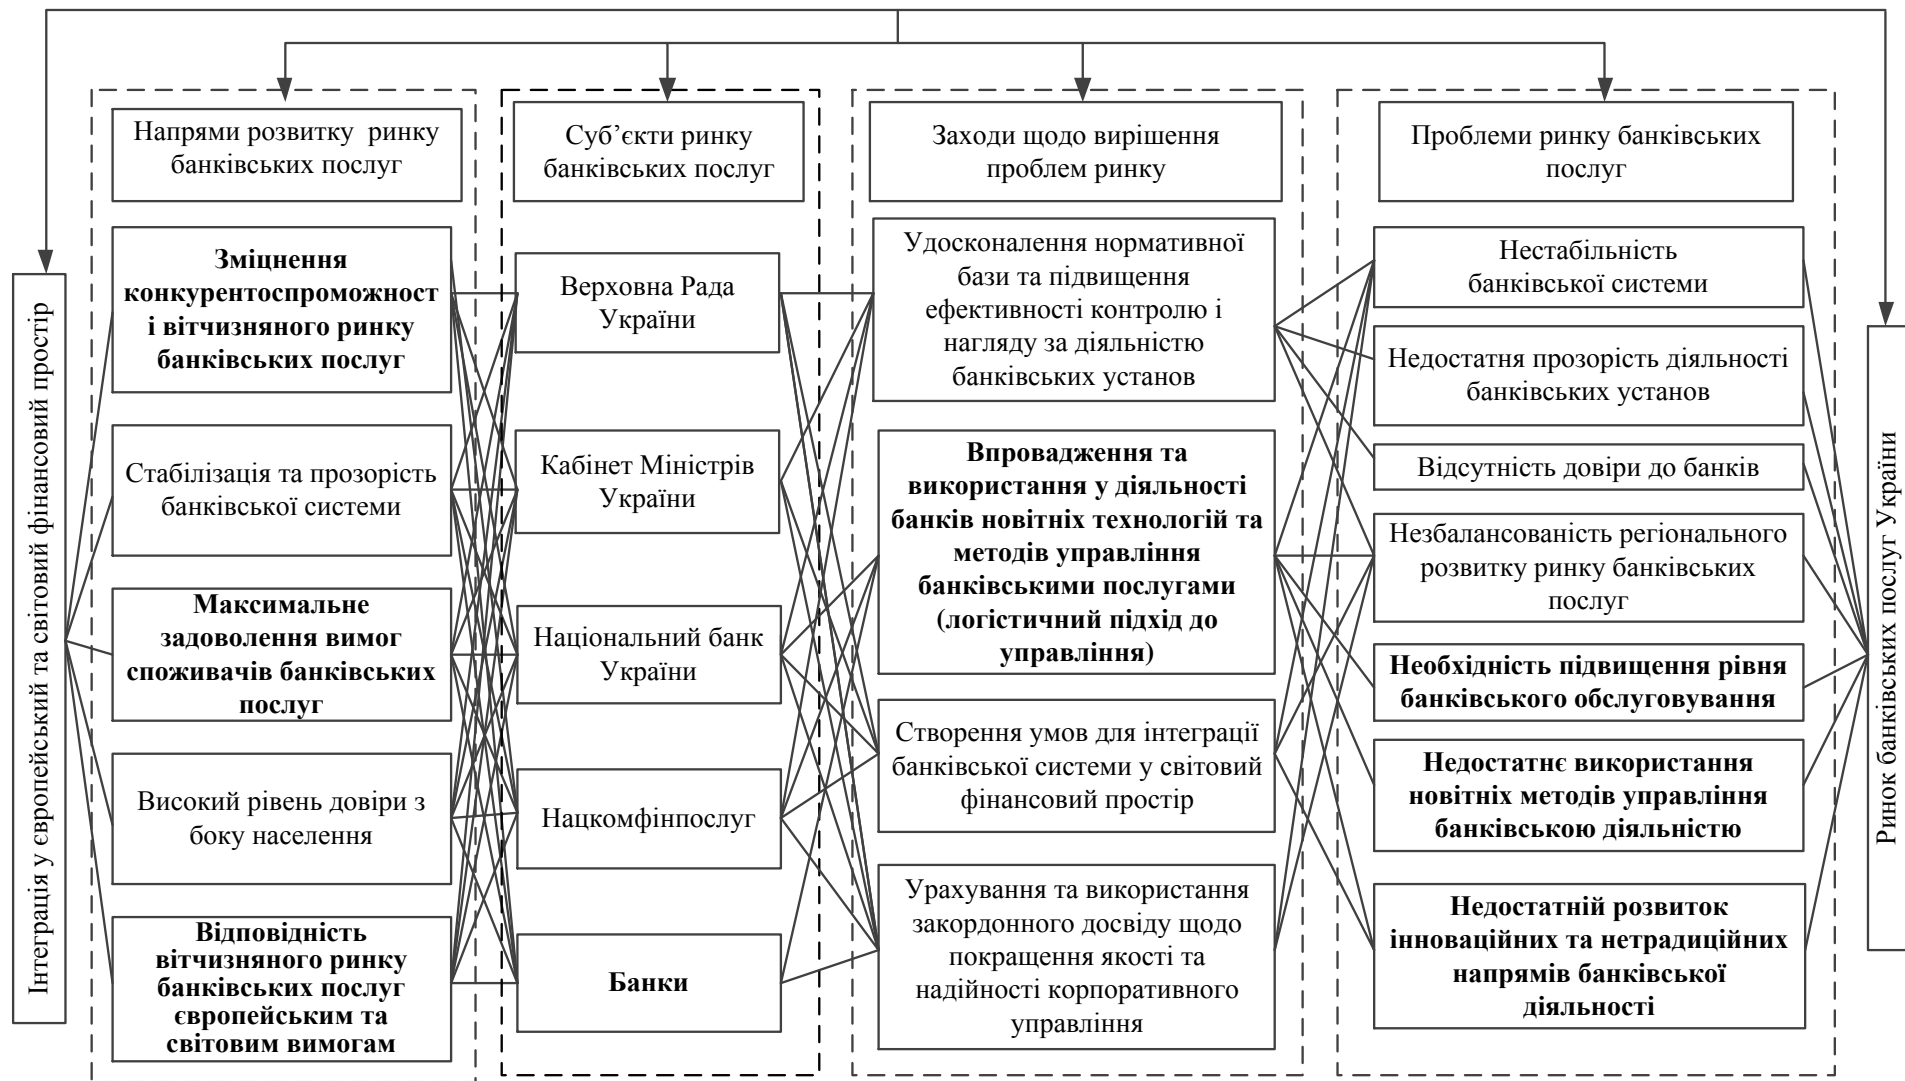 Інтеграція у європейський та світовий фінансовий простір
Напрями розвитку ринку
банківських послуг
Зміцнення
конкурентоспроможност
і вітчизняного ринку
банківських послуг
Стабілізація та прозорість
банківської системи
Максимальне
задоволення вимог
споживачів банківських
послуг
Високий рівень довіри з
боку населення
Відповідність
вітчизняного ринку
банківських послуг
європейським та
світовим вимогам
Суб’єкти ринку
банківських послуг
Верховна Рада
України
Кабінет Міністрів
України
Національний банк
України
Нацкомфінпослуг
Банки
Заходи щодо вирішення
проблем ринку
Удосконалення нормативної
бази та підвищення
ефективності контролю і
нагляду за діяльністю
банківських установ
Впровадження та
використання у діяльності
банків новітніх технологій та
методів управління
банківськими послугами
(логістичний підхід до
управління)
Створення умов для інтеграції
банківської системи у світовий
фінансовий простір
Урахування та використання
закордонного досвіду щодо
покращення якості та
надійності корпоративного
управління
Проблеми ринку банківських
послуг
Нестабільність
банківської системи
Недостатня прозорість діяльності
банківських установ
Відсутність довіри до банків
Незбалансованість регіонального
розвитку ринку банківських
послуг
Необхідність підвищення рівня
банківського обслуговування
Недостатнє використання
новітніх методів управління
банківською діяльністю
Недостатній розвиток
інноваційних та нетрадиційних
напрямів банківської
діяльності
Ринок банківських послуг України